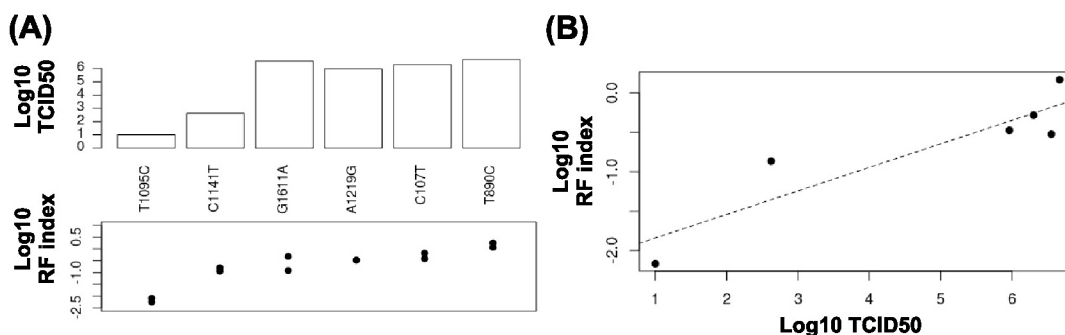 (A)
Log10
TCID50
6
5
4
3
2
1
0
T1095C
C1141T
G1611A
A1219G
C107T
T890C
Log10
RF index
0.5
-1.0
-2.5
(B)
Log10
RF index
0.0
-1.0
-2.0
1 2 3 4 5 6
Log10 TCID50